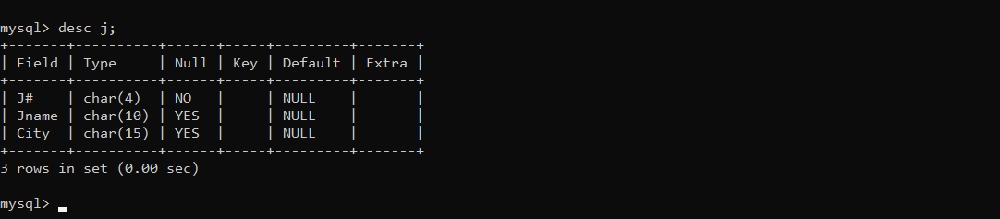 mysql> desc j;
+-------+----------+------+-----+---------+-------+
| Field | Type     | Null | Key | Default | Extra |
+-------+----------+------+-----+---------+-------+
| J#    | char(4)  | NO   |     | NULL    |       |
| Jname | char(10) | YES  |     | NULL    |       |
| City  | char(15) | YES  |     | NULL    |       |
+-------+----------+------+-----+---------+-------+
3 rows in set (0.00 sec)
mysql>